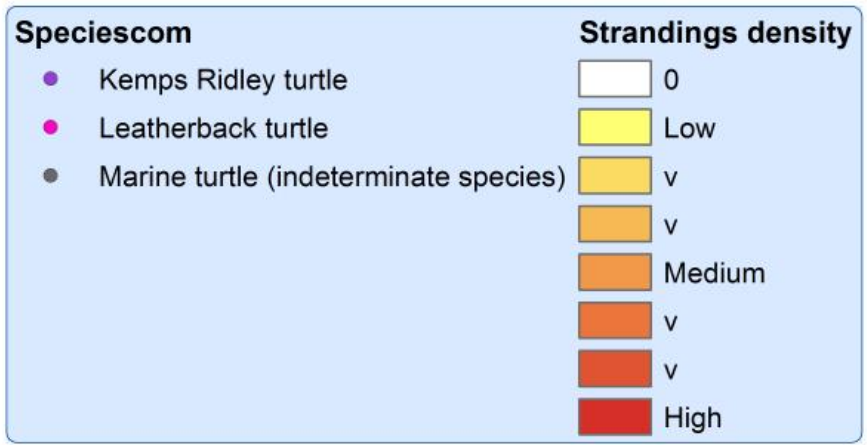 Speciescom
Kemps Ridley turtle
Leatherback turtle
Marine turtle (indeterminate species)
Strandings density
0
Low
v
v
Medium
v
v
High